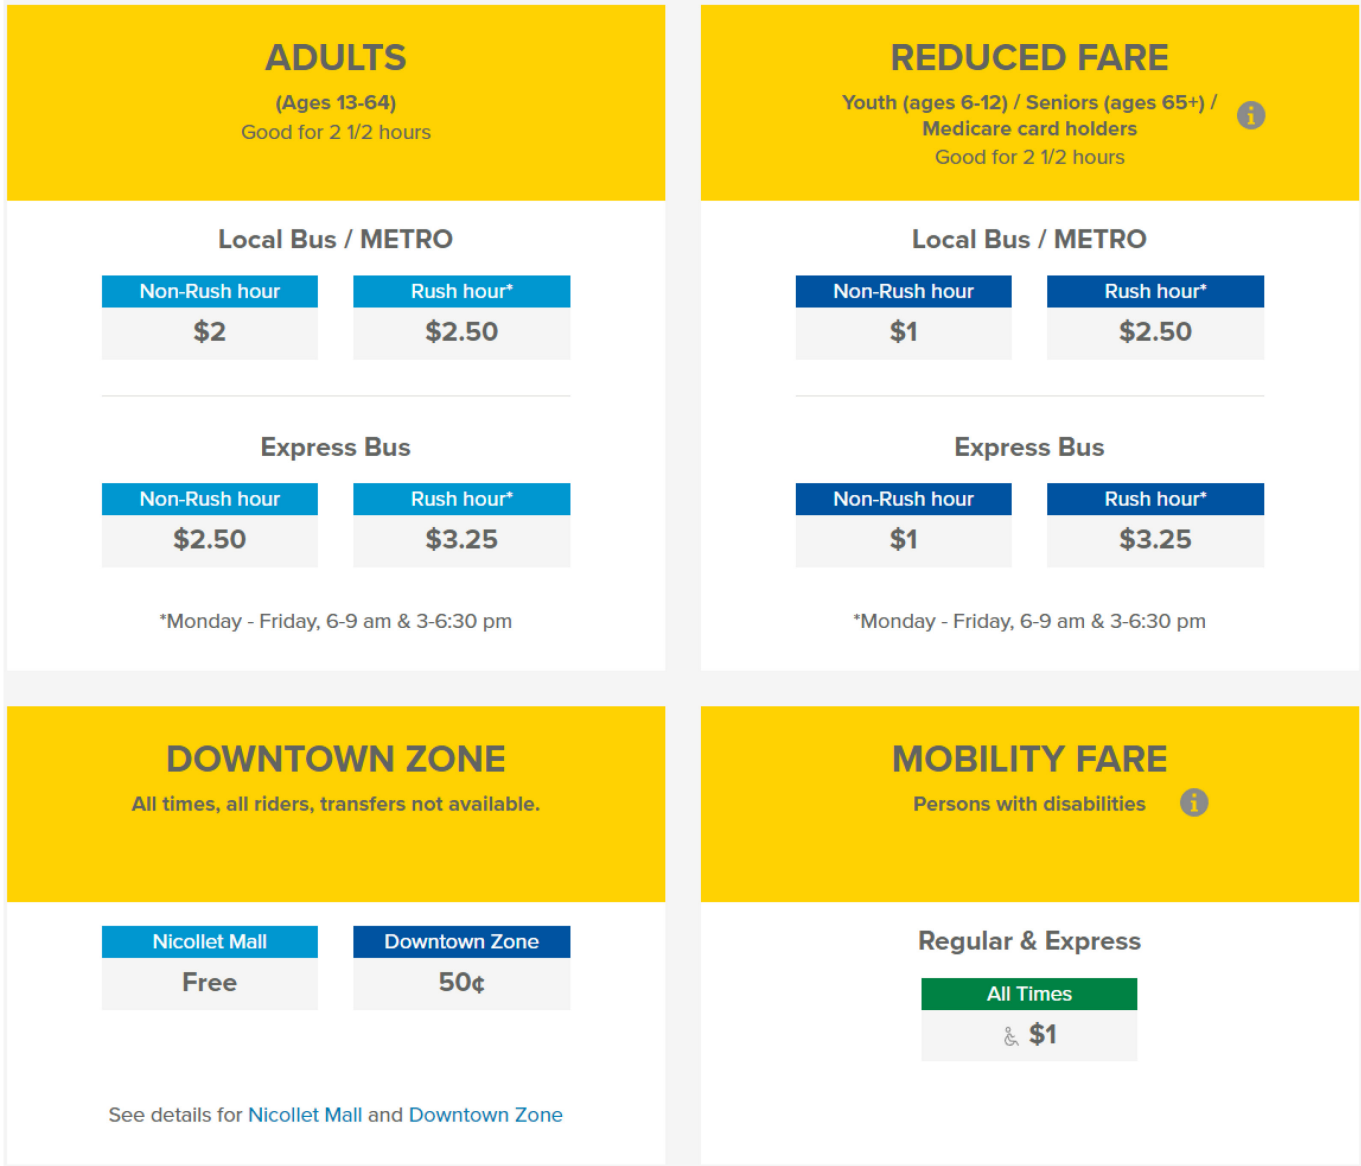 ADULTS
(Ages 13-64)
Good for 2 1/2 hours
Local Bus / METRO
Non-Rush hour
$2
Rush hour*
$2.50
Express Bus
Non-Rush hour
$2.50
Rush hour*
$3.25
*Monday - Friday, 6-9 am & 3-6:30 pm
REDUCED FARE
Youth (ages 6-12) / Seniors (ages 65+) /
Medicare card holders
i
Good for 2 1/2 hours
Local Bus / METRO
Non-Rush hour
$1
Rush hour*
$2.50
Express Bus
Non-Rush hour
$1
Rush hour*
$3.25
*Monday - Friday, 6-9 am & 3-6:30 pm
DOWNTOWN ZONE
All times, all riders, transfers not available.
Nicollet Mall
Free
Downtown Zone
50¢
See details for Nicollet Mall and Downtown Zone
MOBILITY FARE
Persons with disabilities i
Regular & Express
All Times
$1